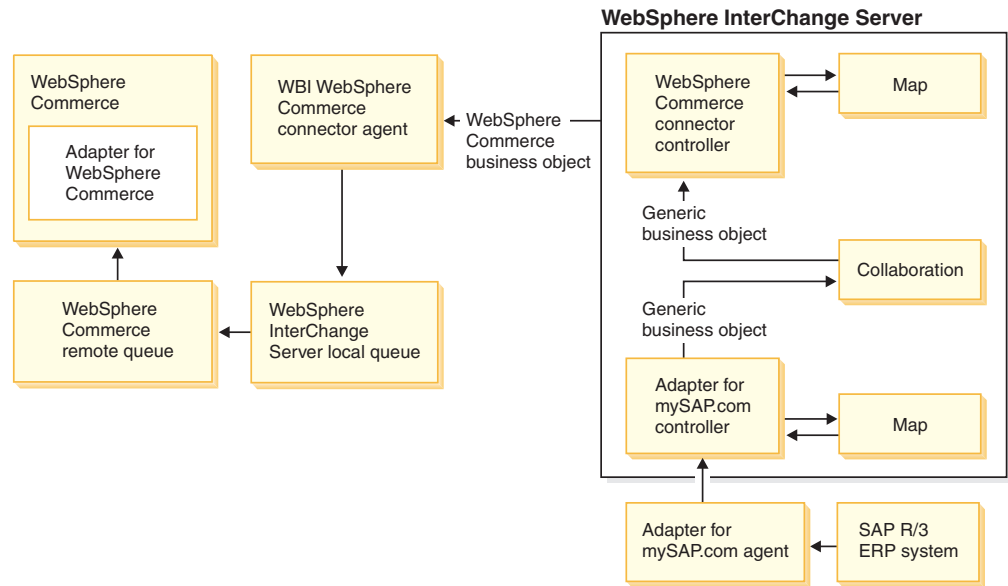 WebSphere InterChange Server
WebSphere
Commerce
Adapter for
WebSphere
Commerce
WBI WebSphere
Commerce
connector agent
WebSphere
Commerce
business object
WebSphere
Commerce
connector
controller
Map
Generic
business object
Collaboration
WebSphere
Commerce
remote queue
WebSphere
InterChange
Server local queue
Generic
business object
Adapter for
mySAP.com
controller
Map
Adapter for
mySAP.com agent
SAP R/3
ERP system